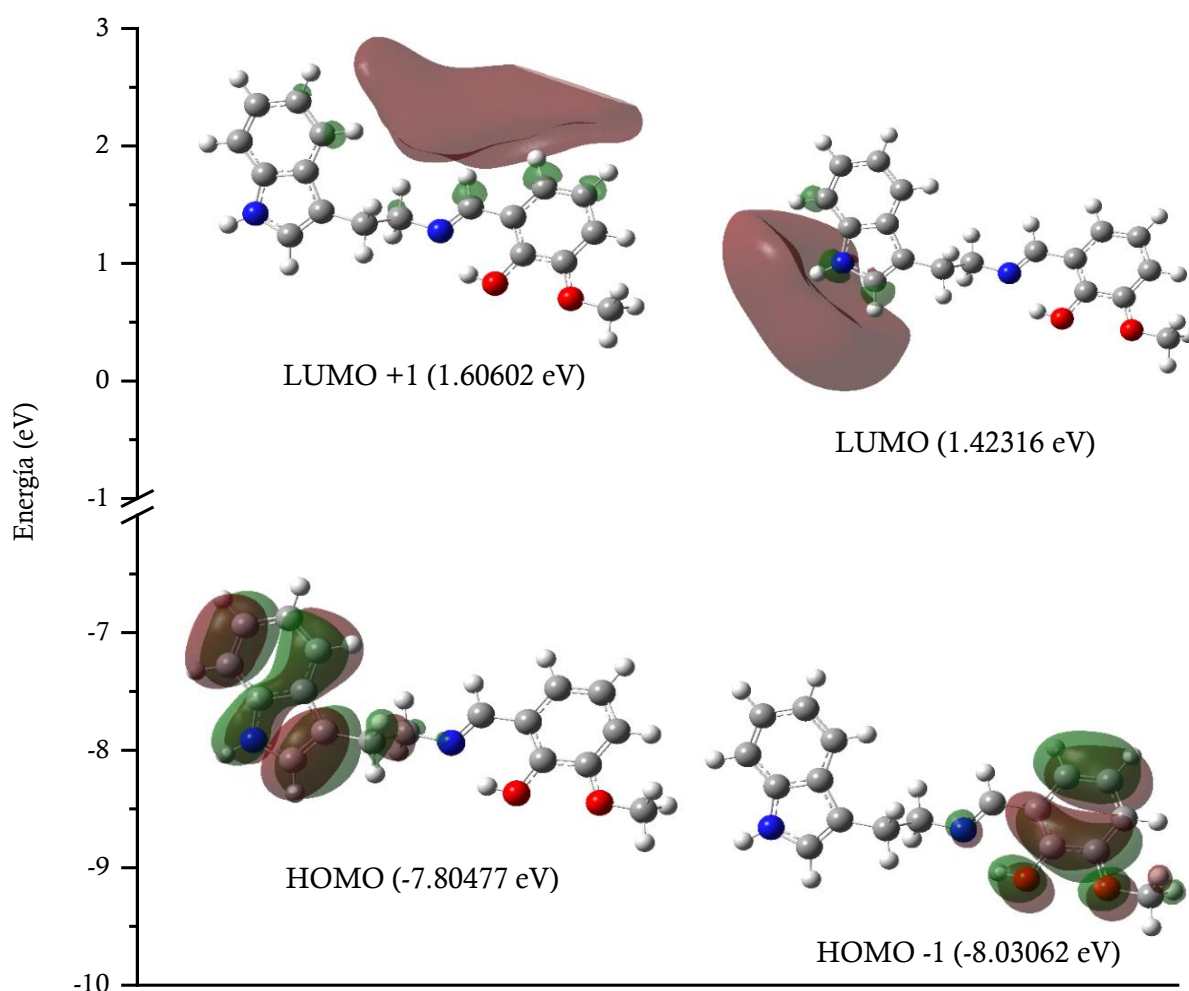 3
2
LUMO +1 (1.60602 eV)
1
0
LUMO (1.42316 eV)
Energía (eV)
-1
-7
-8
HOMO (-7.80477 eV)
-9
HOMO -1 (-8.03062 eV)
-10